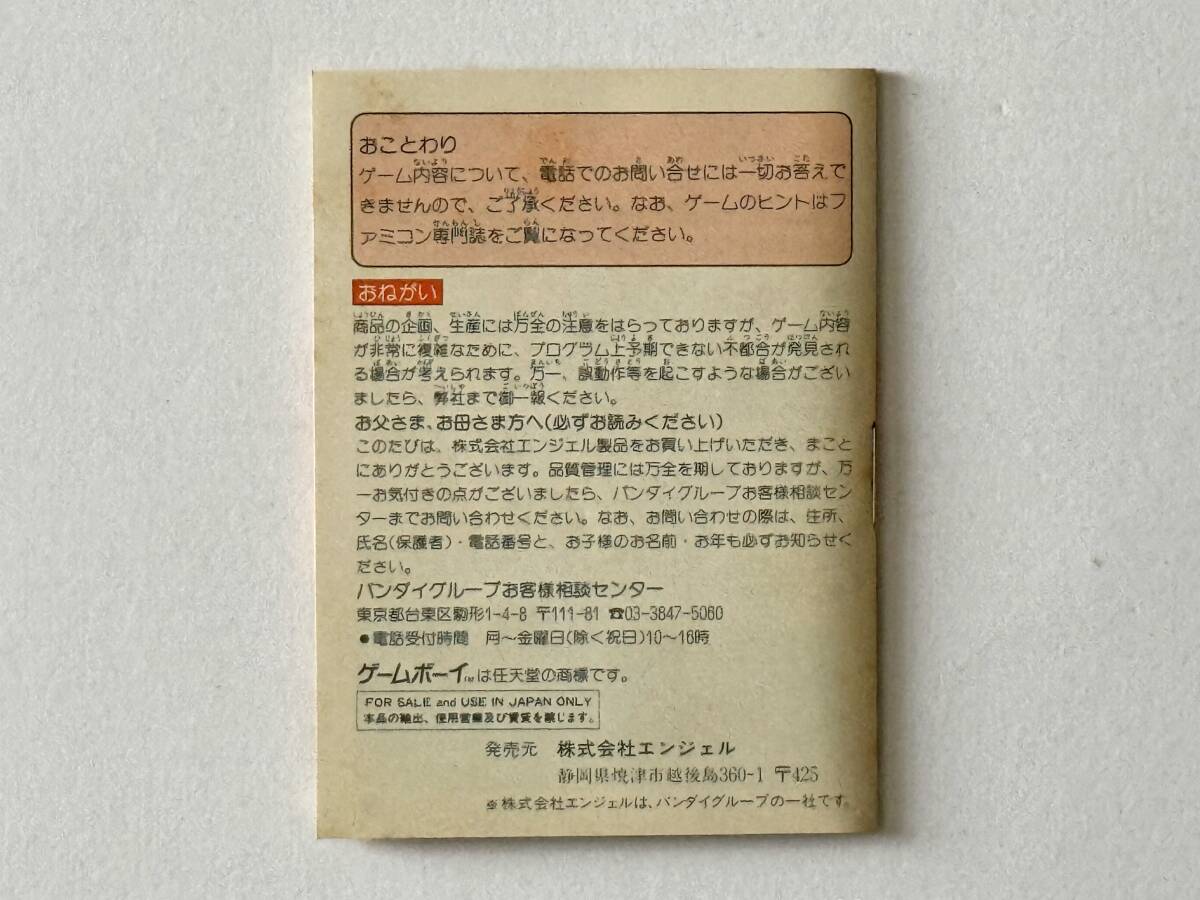 おことわり
ゲーム内容について、電話でのお問い合せには一切お答えで
きませんので、ご了承ください。なお、ゲームのヒントはフ
ァミコン専門誌をご覧になってください。
おねがい
商品の企画、生産には万全の注意をはらっておりますが、ゲーム内容
が非常に複雑なために、プログラム上予期できない不都合が発見され
る場合が考えられます。万一、誤動作等を起こすような場合がござい
ましたら、弊社まで御一報ください。
お父さま、お母さま方へ(必ずお読みください)
このたびは、株式会社エンジェル製品をお買い上げいただき、まこと
にありがとうございます。品質管理には万全を期しておりますが、万
一お気付きの点がございましたら、バンダイグループお客様相談セン
ターまでお問い合わせください。なお、お問い合わせの際は、住所、
氏名(保護者)・電話番号と、お子様のお名前・お年も必ずお知らせく
ださい。
バンダイグループお客様相談センター
東京都台東区駒形1-4-8 〒111-81 ☎03-3847-5060
●電話受付時間 月～金曜日(除く祝日)10～16時
ゲームボーイ™は任天堂の商標です。
FOR SALE and USE IN JAPAN ONLY
本品の輸出、使用営業及び賃貸を禁じます。
発売元 株式会社エンジェル
静岡県焼津市越後島360-1 〒425
※株式会社エンジェルは、バンダイグループの一社です。